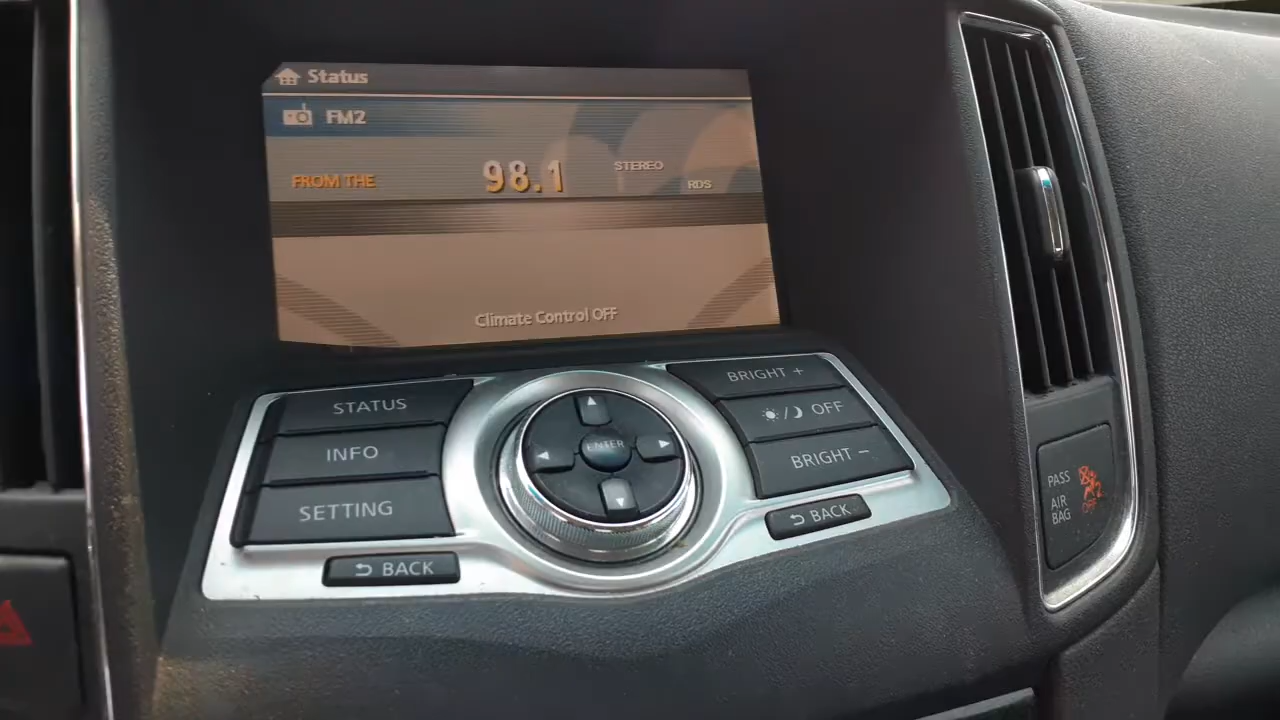 Status
FM2
FROM THE 98.1 STEREO RDS
Climate Control OFF
STATUS
INFO
SETTING
BACK
ENTER
BRIGHT +
/ OFF
BRIGHT −
BACK
PASS
AIR
BAG
OFF